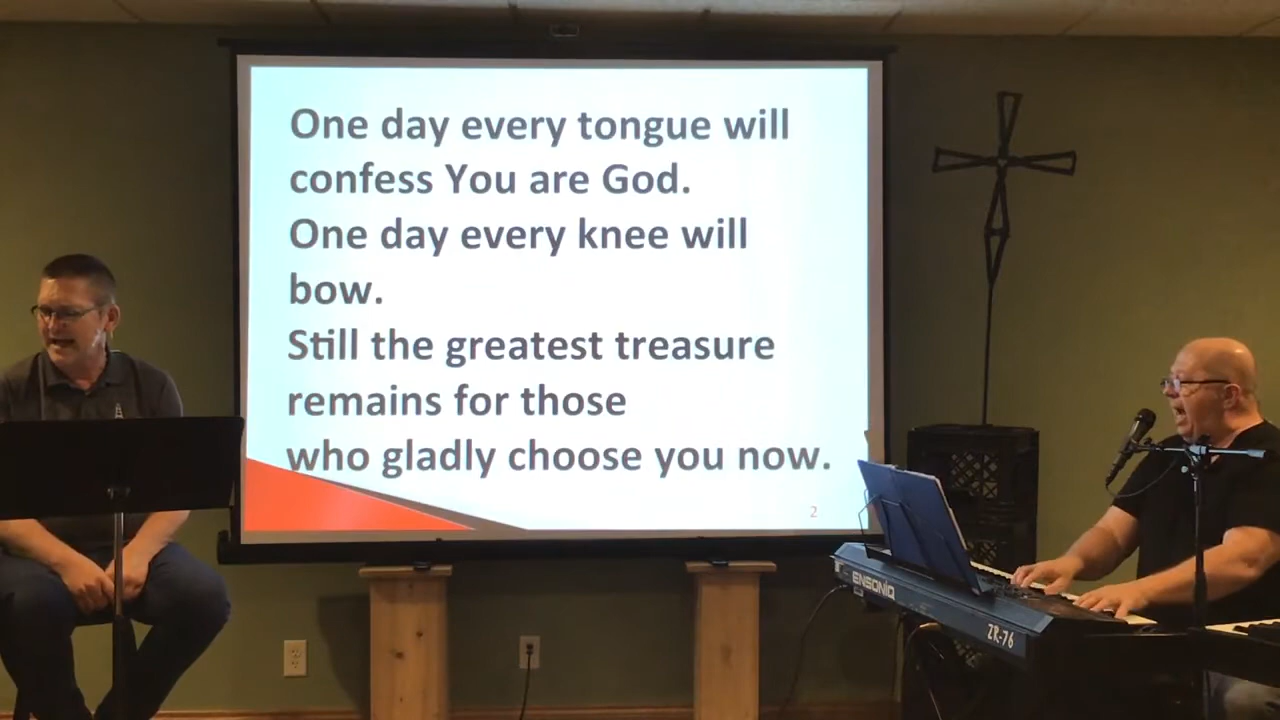 One day every tongue will
confess You are God.
One day every knee will
bow.
Still the greatest treasure
remains for those
who gladly choose you now.
2
ENSONIQ
ZR-76